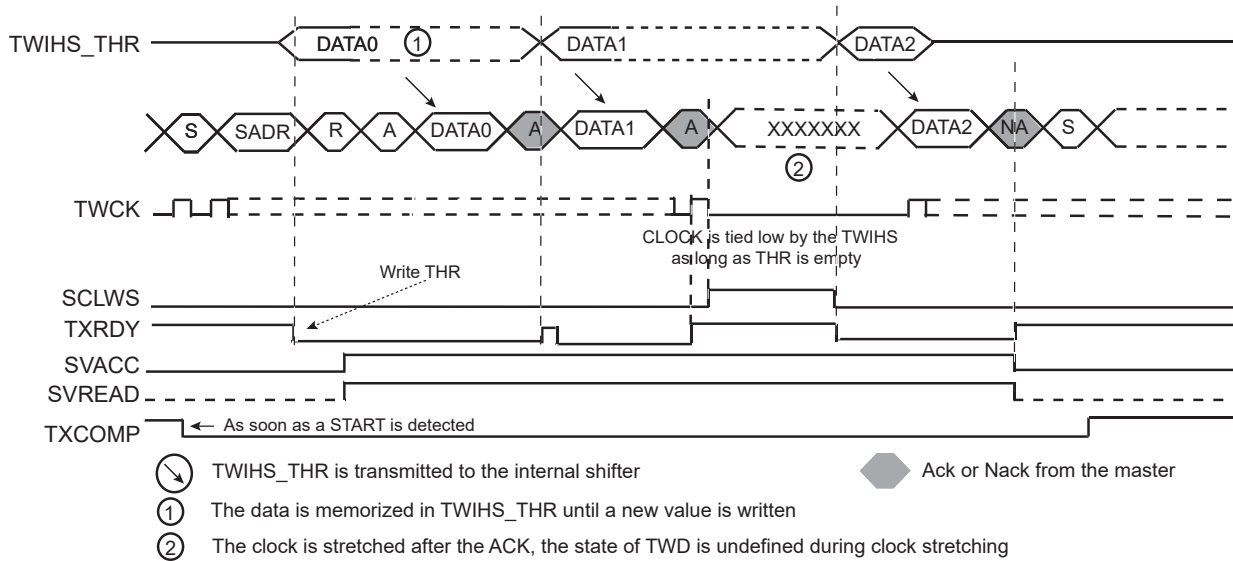 TWIHS_THR DATA0 1 DATA1 DATA2
S SADR R A DATA0 A DATA1 A XXXXXXX DATA2 NA S
2
TWCK
CLOCK is tied low by the TWIHS
as long as THR is empty
Write THR
SCLWS
TXRDY
SVACC
SVREAD
TXCOMP As soon as a START is detected
TWIHS_THR is transmitted to the internal shifter Ack or Nack from the master
1 The data is memorized in TWIHS_THR until a new value is written
2 The clock is stretched after the ACK, the state of TWD is undefined during clock stretching